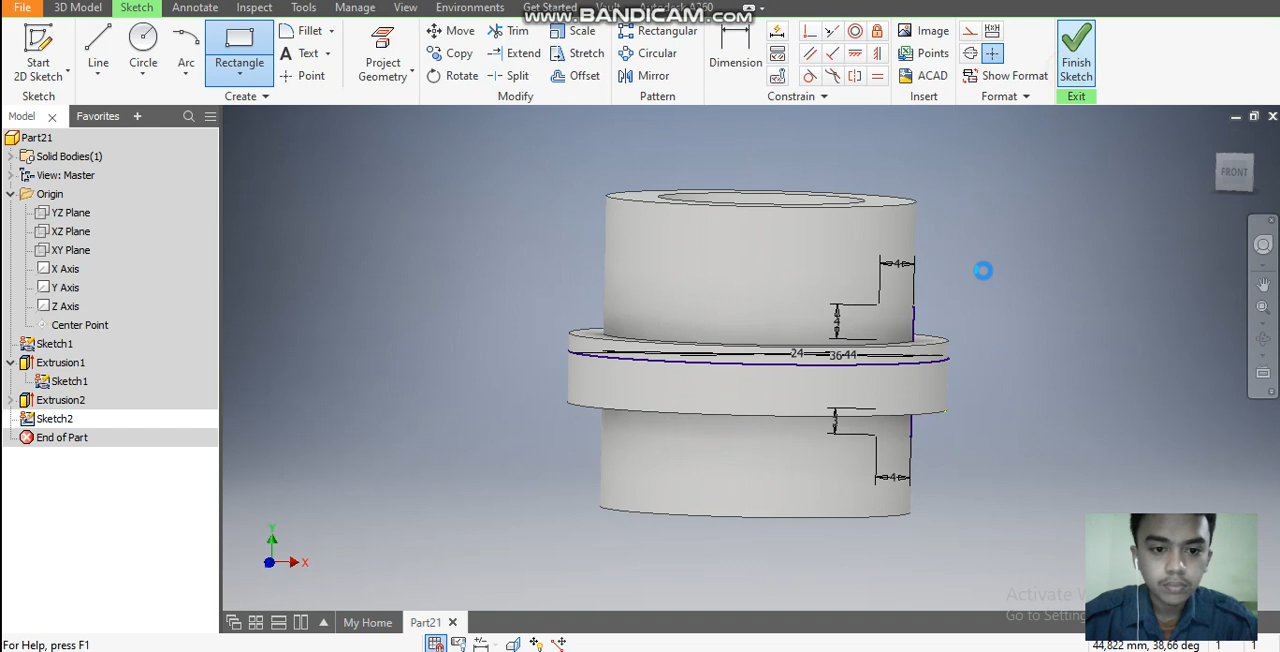 File 3D Model Sketch Annotate Inspect Tools Manage View Environments Get Started Vault Autodesk A360
www.BANDICAM.com
Start
2D Sketch
Line
Circle
Arc
Rectangle
Fillet
Text
Point
Project
Geometry
Move
Copy
Rotate
Trim
Extend
Split
Scale
Stretch
Offset
Rectangular
Circular
Mirror
Dimension
Image
Points
ACAD
Show Format
Finish
Sketch
Sketch Create Modify Pattern Constrain Insert Format Exit
Model Favorites
Part21
Solid Bodies(1)
View: Master
Origin
YZ Plane
XZ Plane
XY Plane
X Axis
Y Axis
Z Axis
Center Point
Sketch1
Extrusion1
Sketch1
Extrusion2
Sketch2
End of Part
FRONT
4
4
24 36 44
3
4
Y
X
Go to Setting
My Home Part21
For Help, press F1
44,822 mm, 38,66 deg 1 1